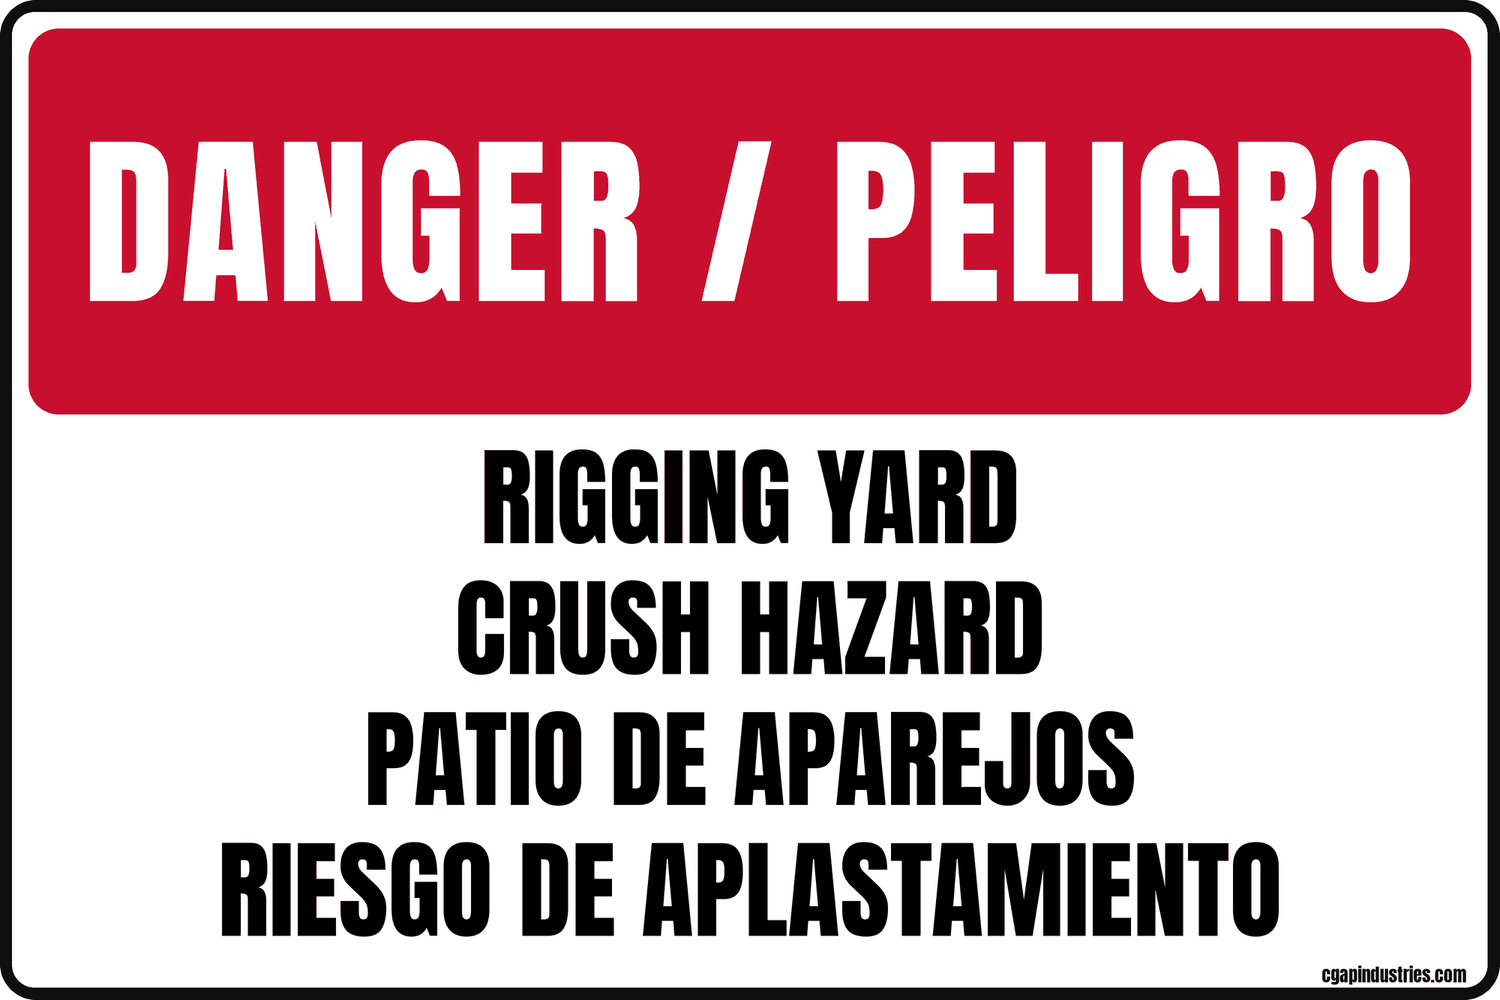 DANGER / PELIGRO
RIGGING YARD
CRUSH HAZARD
PATIO DE APAREJOS
RIESGO DE APLASTAMIENTO
cgapindustries.com